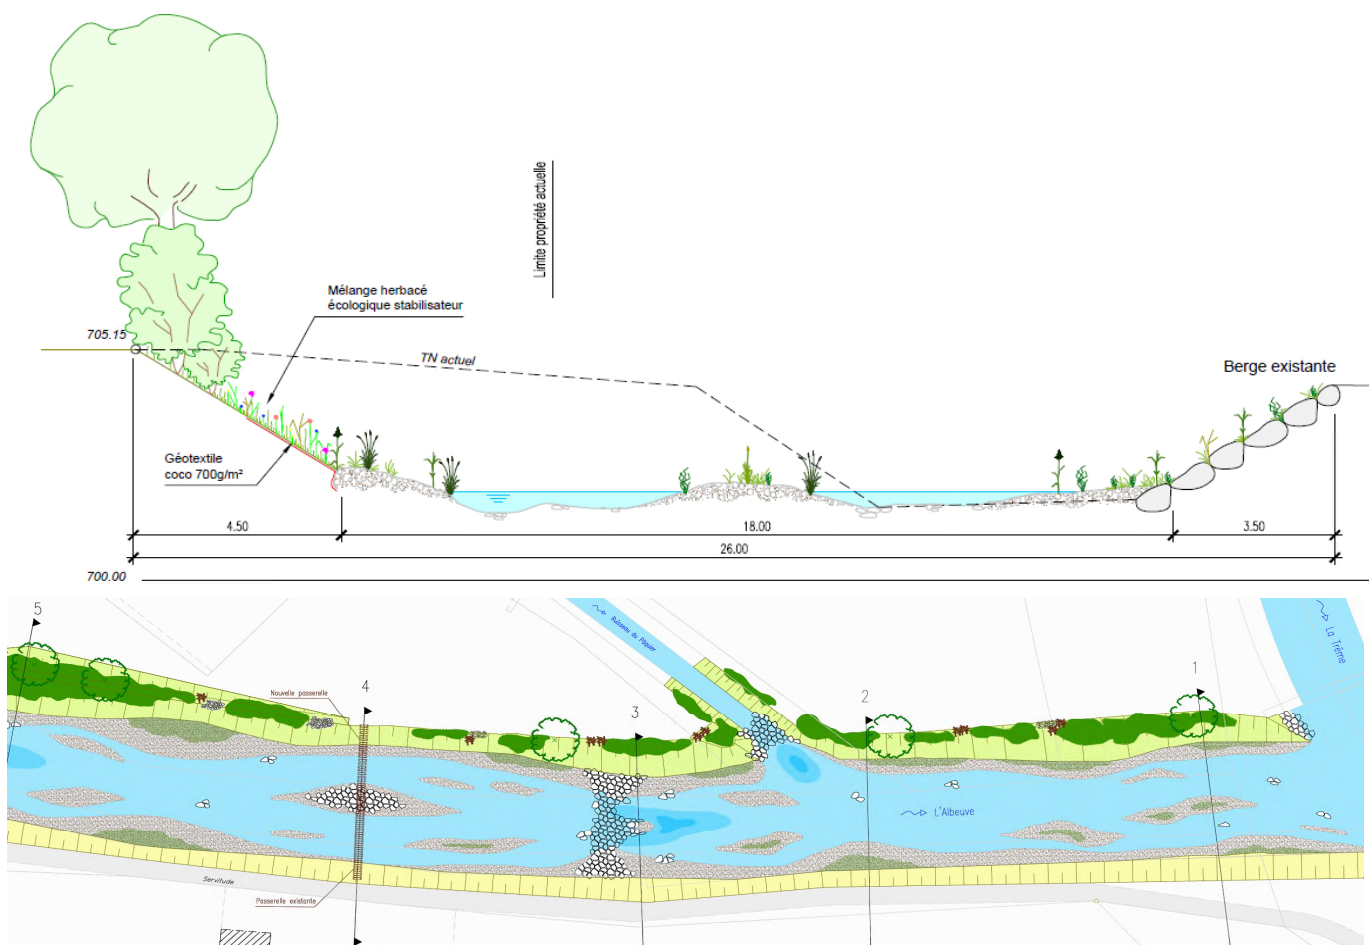 Limite propriété actuelle
Mélange herbacé
écologique stabilisateur
705.15
TN actuel
Berge existante
Géotextile
coco 700g/m²
4.50
18.00
3.50
26.00
700.00
5
Ruisseau du Pâquier
La Trême
1
Nouvelle passerelle
4
2
3
L'Albeuve
Servitude
Passerelle existante